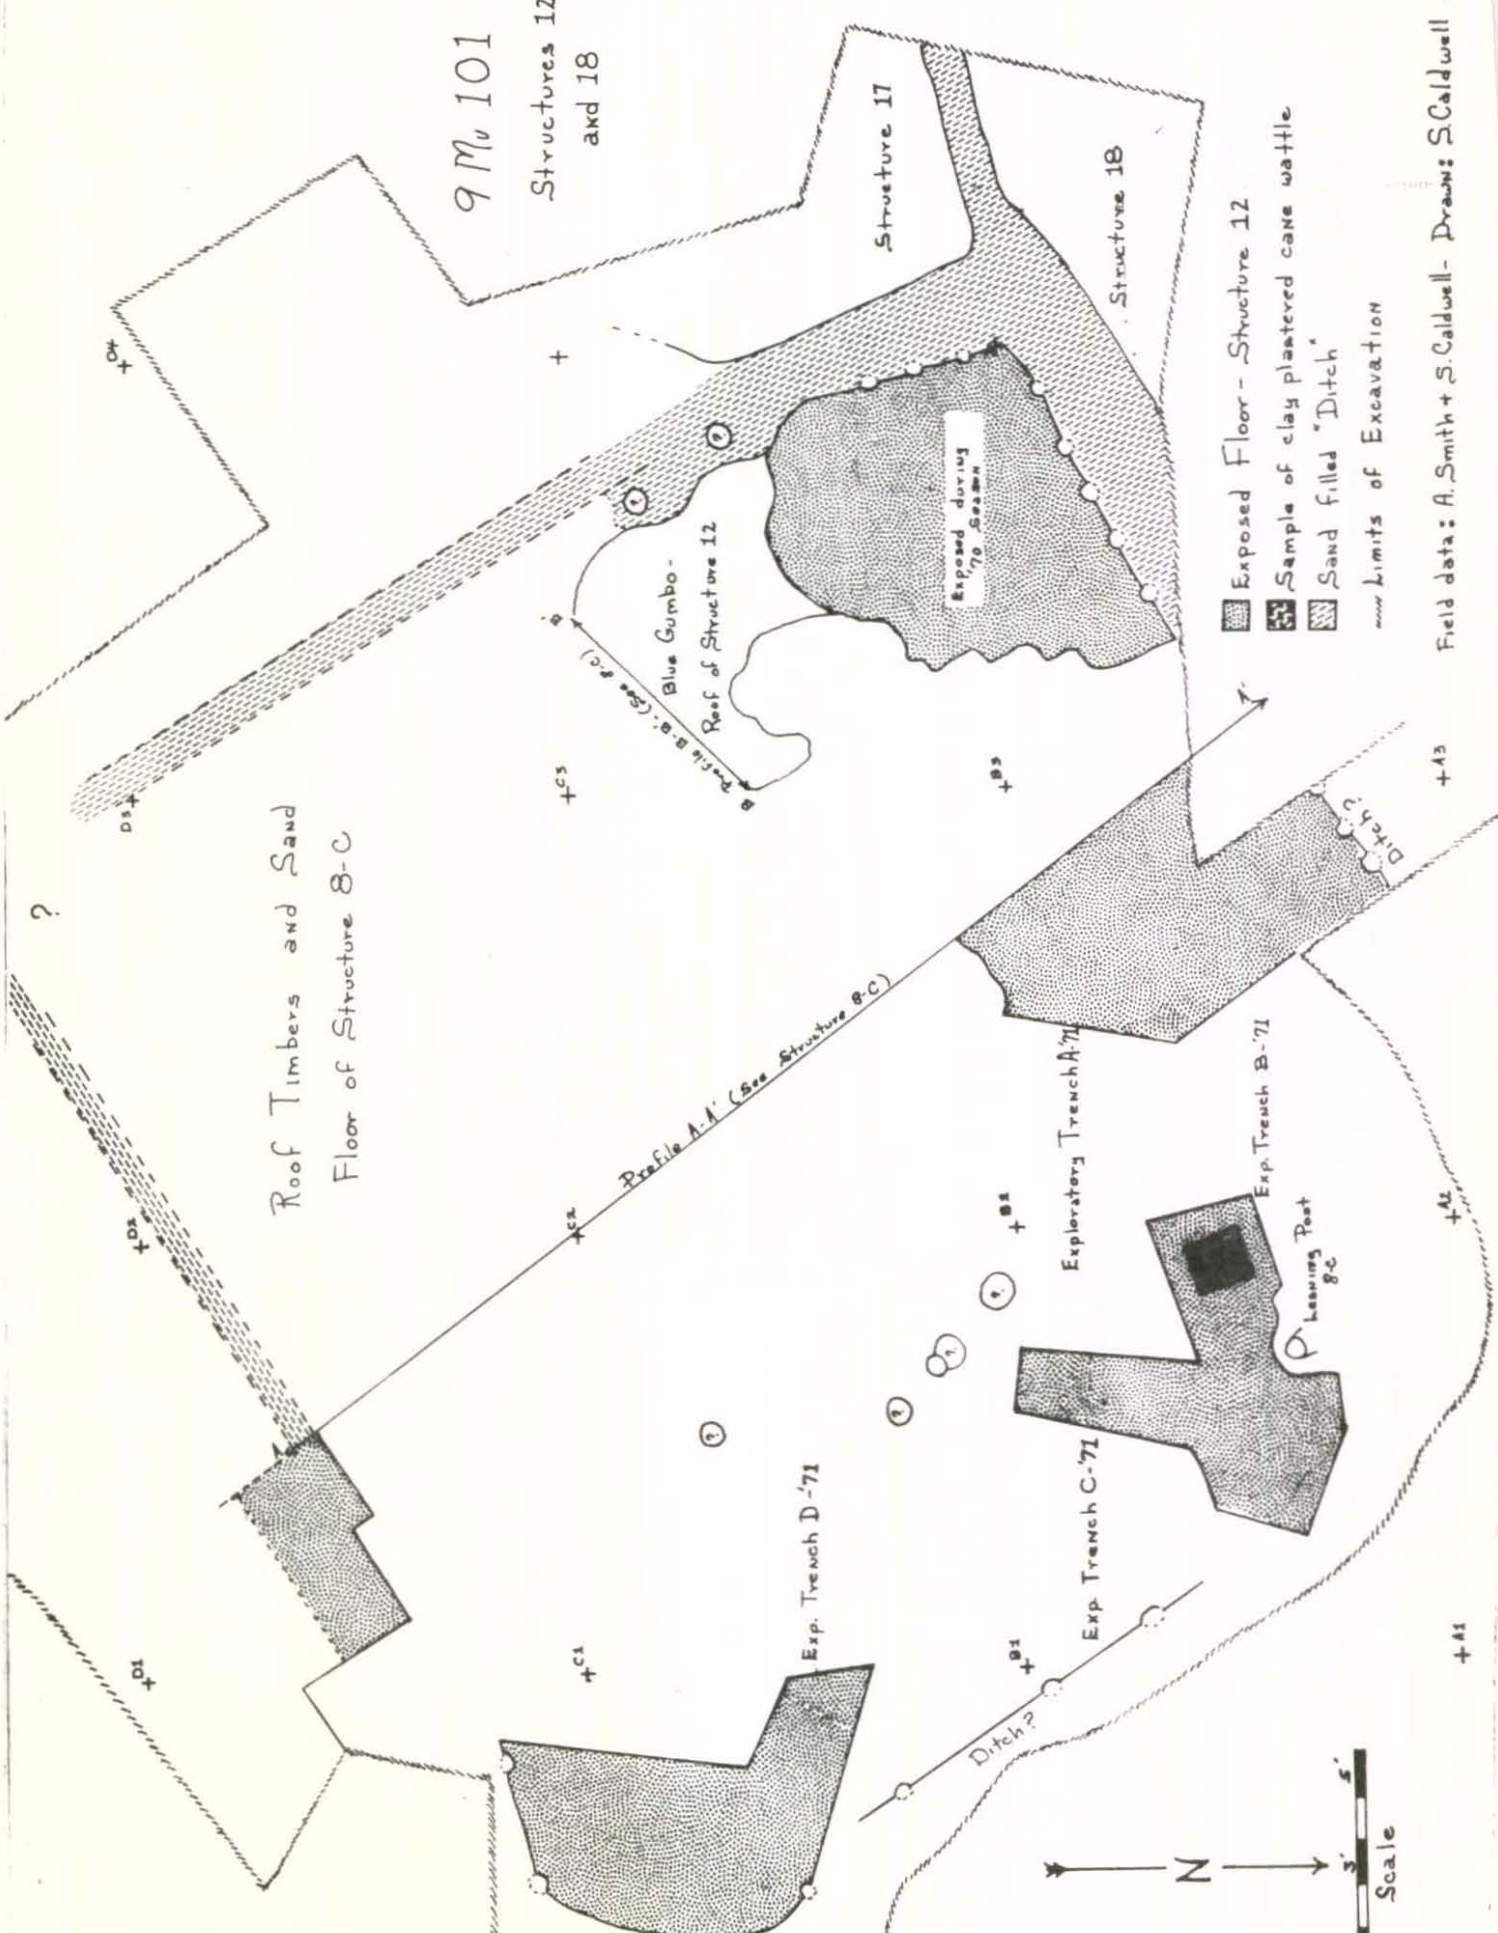 9 Mu 101
Structures 12
and 18
Structure 17
Structure 18
+D4
+
D3+
?
Roof Timbers and Sand
Floor of Structure 8-C
Blue Gumbo-
Roof of Structure 12
Profile B-B' (See 8-C)
B'
B
?
?
Exposed during
'70 season
+C3
+B3
+A3
Ditch?
A'
Profile A-A' (See Structure 8-C)
A
+D2
+C2
+B2
+A2
Exploratory Trench A-'71
Exp. Trench B-'71
Leaning Post
8-C
?
?
?
?
Exp. Trench C-'71
Exp. Trench D-'71
+D1
+C1
+B1
+A1
Ditch?
N
3' 5'
Scale
Exposed Floor - Structure 12
Sample of clay plantered cane wattle
Sand filled "Ditch"
Limits of Excavation
Field data: A. Smith + S. Caldwell - Drawn: S. Caldwell